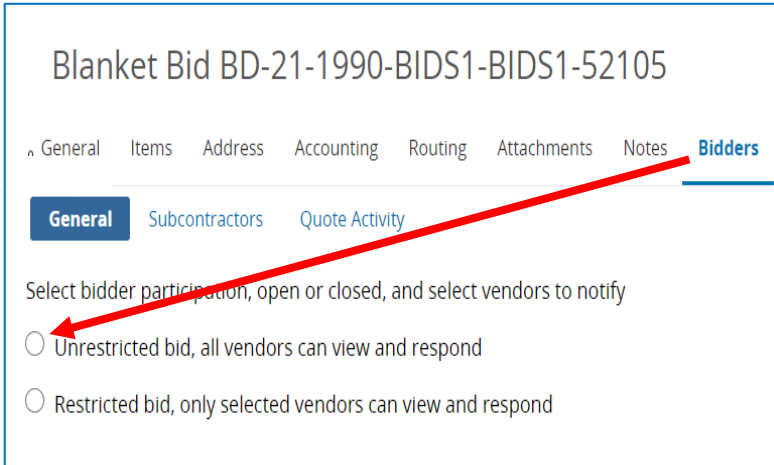 Blanket Bid BD-21-1990-BIDS1-BIDS1-52105
General Items Address Accounting Routing Attachments Notes Bidders
General Subcontractors Quote Activity
Select bidder participation, open or closed, and select vendors to notify
Unrestricted bid, all vendors can view and respond
Restricted bid, only selected vendors can view and respond